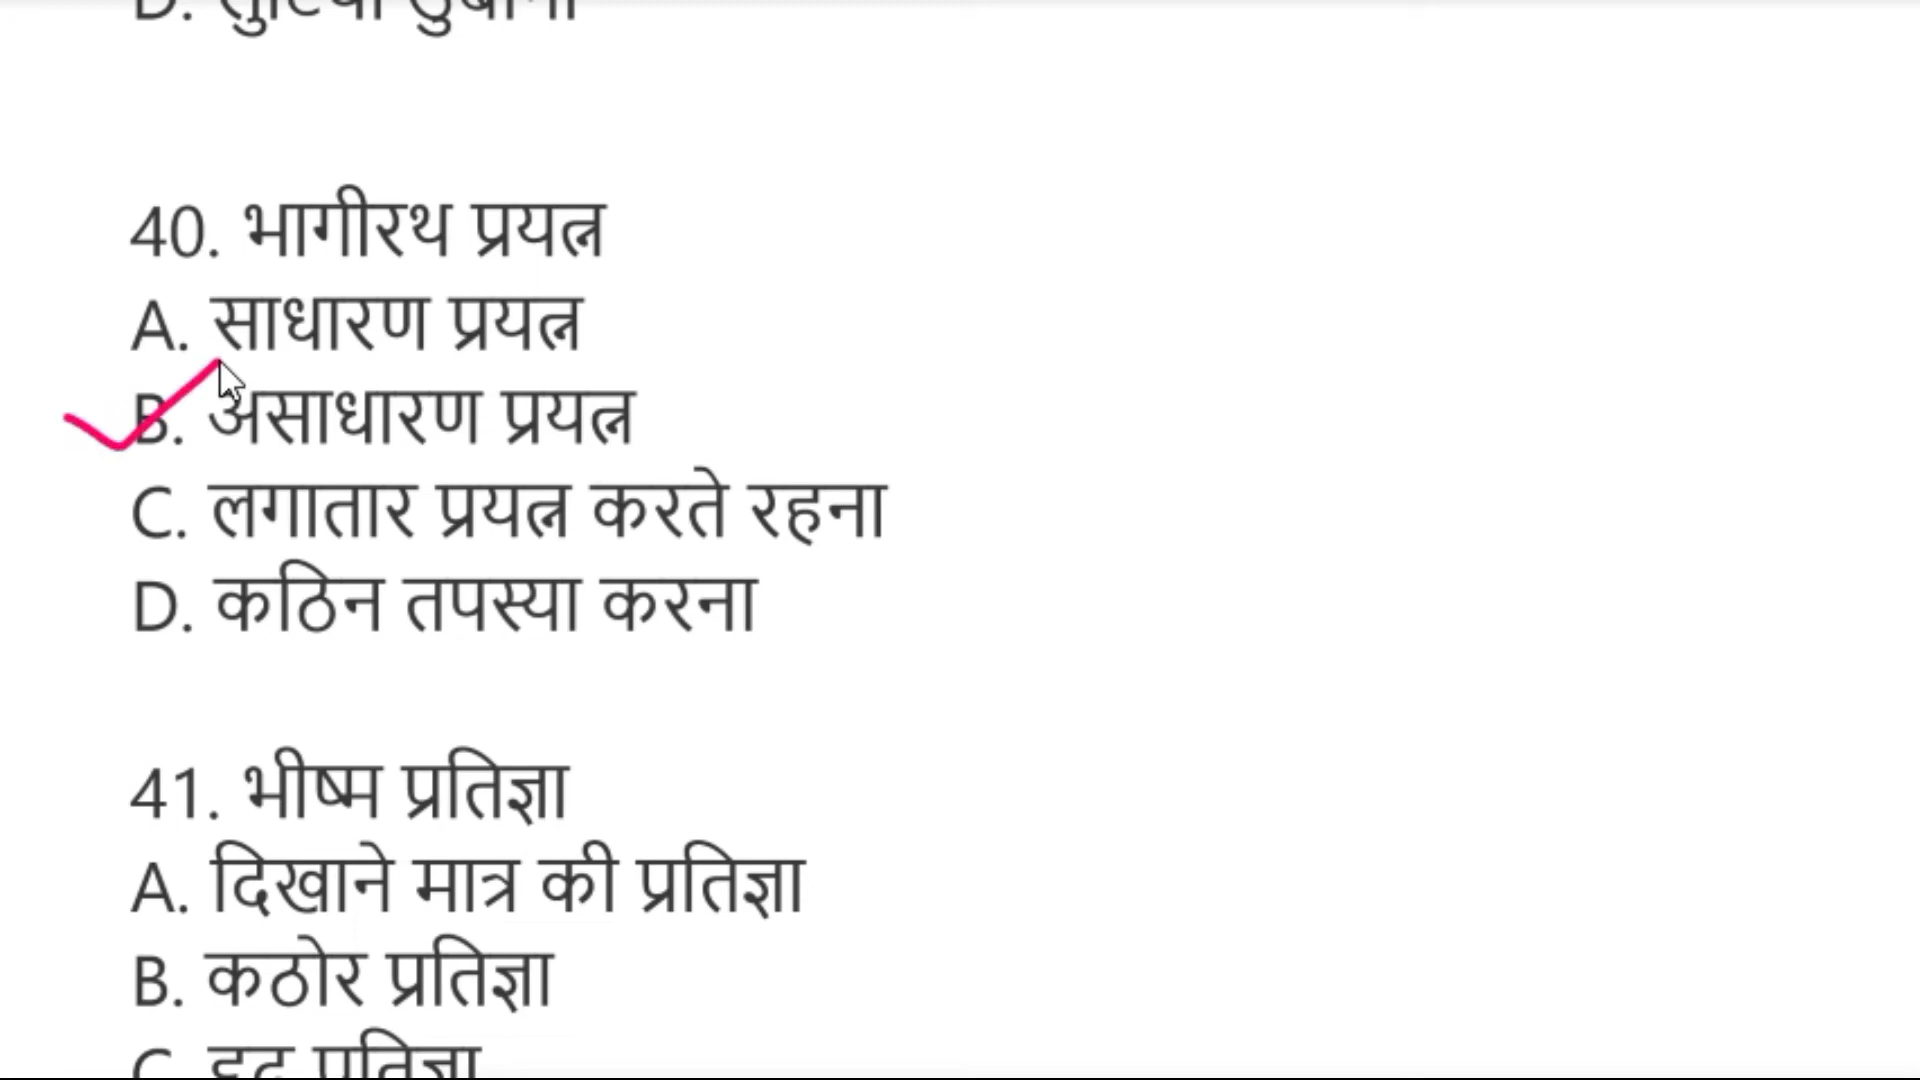 40. भागीरथ प्रयत्न
A. साधारण प्रयत्न
B. असाधारण प्रयत्न
C. लगातार प्रयत्न करते रहना
D. कठिन तपस्या करना
41. भीष्म प्रतिज्ञा
A. दिखाने मात्र की प्रतिज्ञा
B. कठोर प्रतिज्ञा